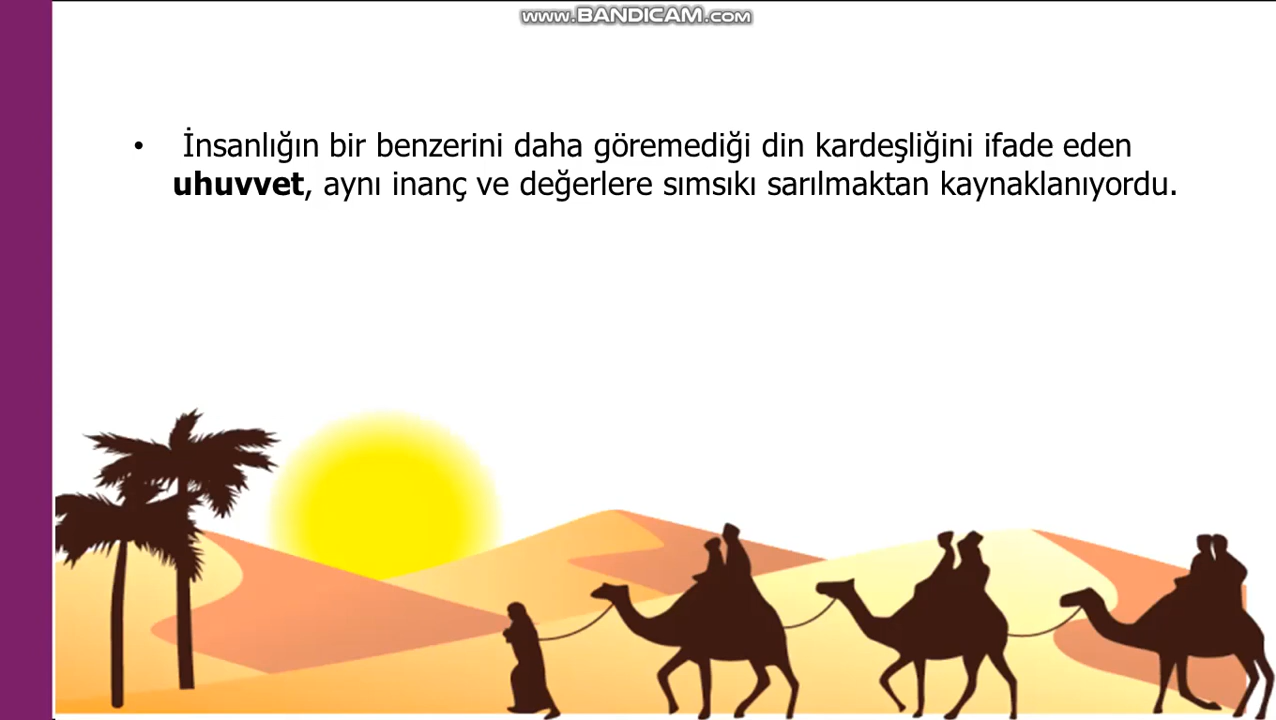 www.BANDICAM.com
• İnsanlığın bir benzerini daha göremediği din kardeşliğini ifade eden
uhuvvet, aynı inanç ve değerlere sımsıkı sarılmaktan kaynaklanıyordu.